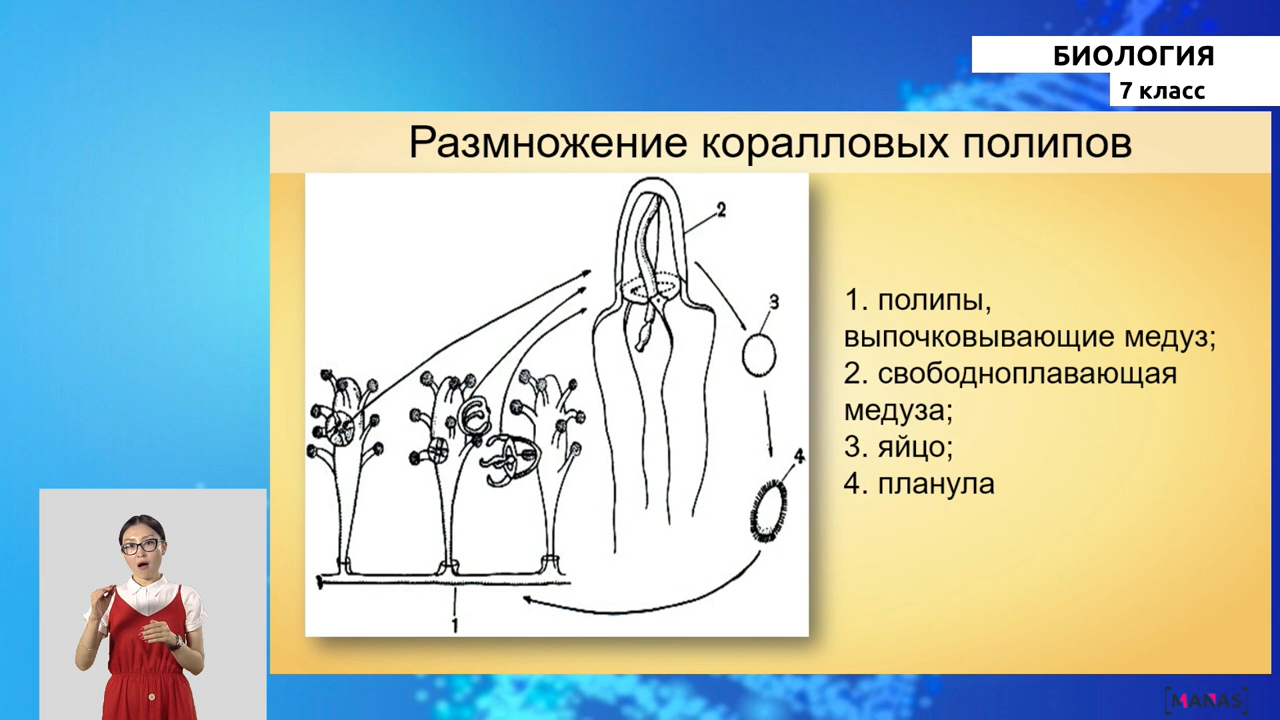 БИОЛОГИЯ
7 класс
Размножение коралловых полипов
2
3
4
1
1. полипы,
выпочковывающие медуз;
2. свободноплавающая
медуза;
3. яйцо;
4. планула
MANAS